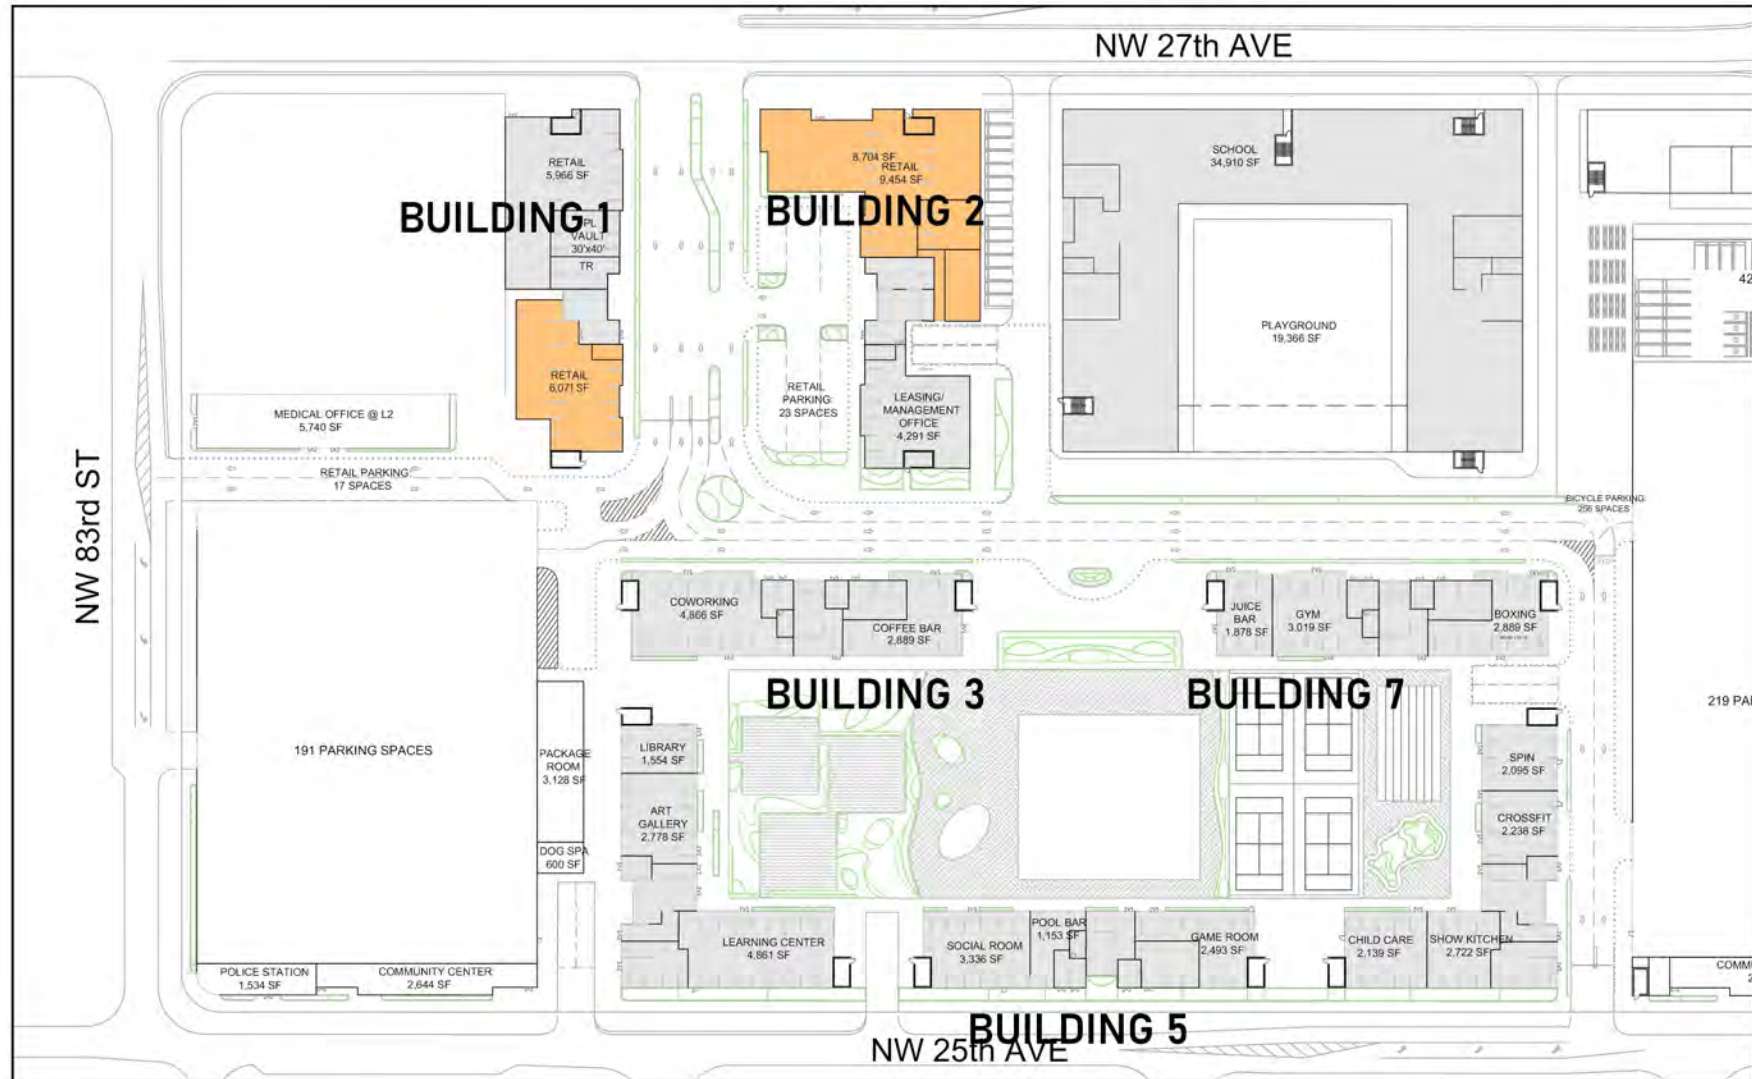 NW 27th AVE
RETAIL
5,966 SF
BUILDING 1
VAULT
30'x40'
TR
RETAIL
6,071 SF
8,704 SF
RETAIL
9,454 SF
BUILDING 2
RETAIL
PARKING:
23 SPACES
LEASING/
MANAGEMENT
OFFICE
4,291 SF
SCHOOL
34,910 SF
PLAYGROUND
19,366 SF
42
MEDICAL OFFICE @ L2
5,740 SF
RETAIL PARKING:
17 SPACES
NW 83rd ST
BICYCLE PARKING:
256 SPACES
COWORKING
4,866 SF
COFFEE BAR
2,889 SF
JUICE
BAR
1,878 SF
GYM
3,019 SF
BOXING
2,889 SF
BUILDING 3
BUILDING 7
219 PA
191 PARKING SPACES
PACKAGE
ROOM
3,128 SF
DOG SPA
600 SF
LIBRARY
1,554 SF
ART
GALLERY
2,778 SF
SPIN
2,095 SF
CROSSFIT
2,238 SF
LEARNING CENTER
4,861 SF
SOCIAL ROOM
3,336 SF
POOL BAR
1,153 SF
GAME ROOM
2,493 SF
CHILD CARE
2,139 SF
SHOW KITCHEN
2,722 SF
POLICE STATION
1,534 SF
COMMUNITY CENTER
2,644 SF
COMM
BUILDING 5
NW 25th AVE